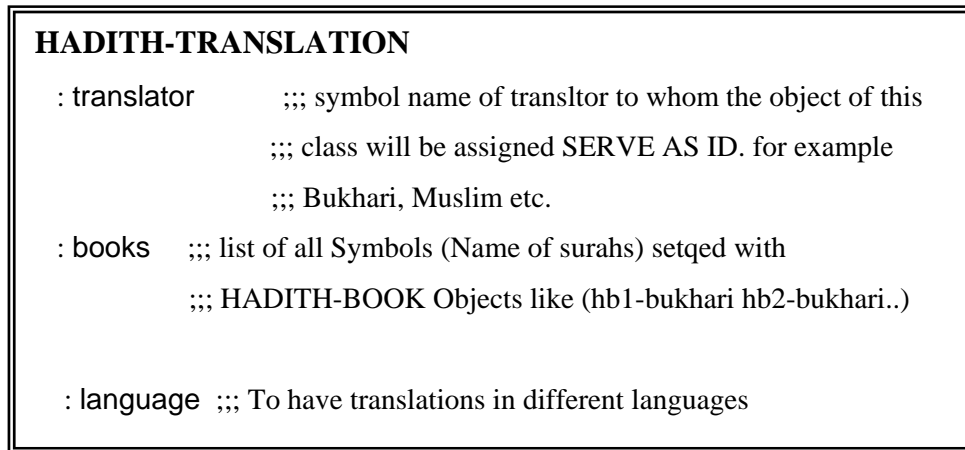 HADITH-TRANSLATION
: translator ;;; symbol name of transltor to whom the object of this
;;; class will be assigned SERVE AS ID. for example
;;; Bukhari, Muslim etc.
: books ;;; list of all Symbols (Name of surahs) setqed with
;;; HADITH-BOOK Objects like (hb1-bukhari hb2-bukhari..)
: language ;;; To have translations in different languages